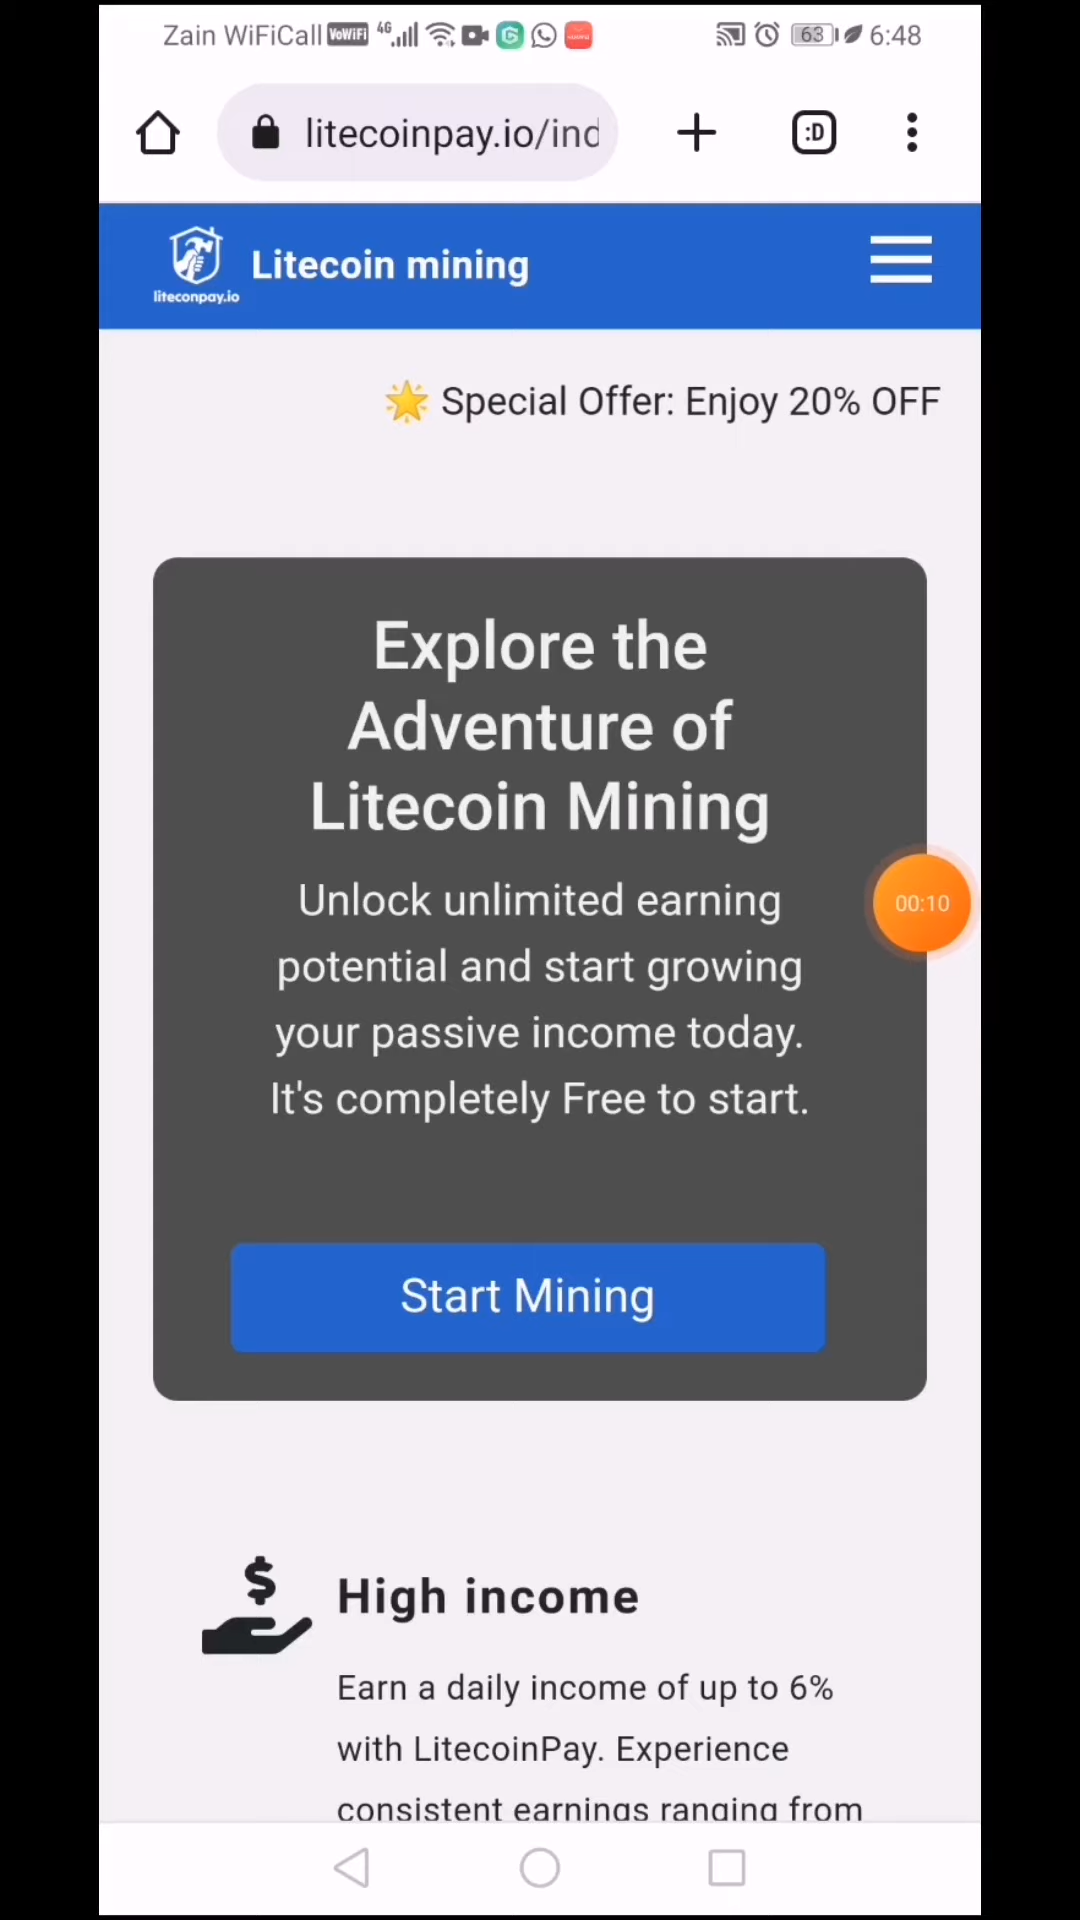 Zain WiFiCall VoWiFi 4G 63 6:48
litecoinpay.io/ind :D
liteconpay.io
Litecoin mining
🌟 Special Offer: Enjoy 20% OFF
Explore the
Adventure of
Litecoin Mining
Unlock unlimited earning
potential and start growing
your passive income today.
It's completely Free to start.
00:10
Start Mining
$
High income
Earn a daily income of up to 6%
with LitecoinPay. Experience
consistent earnings ranging from